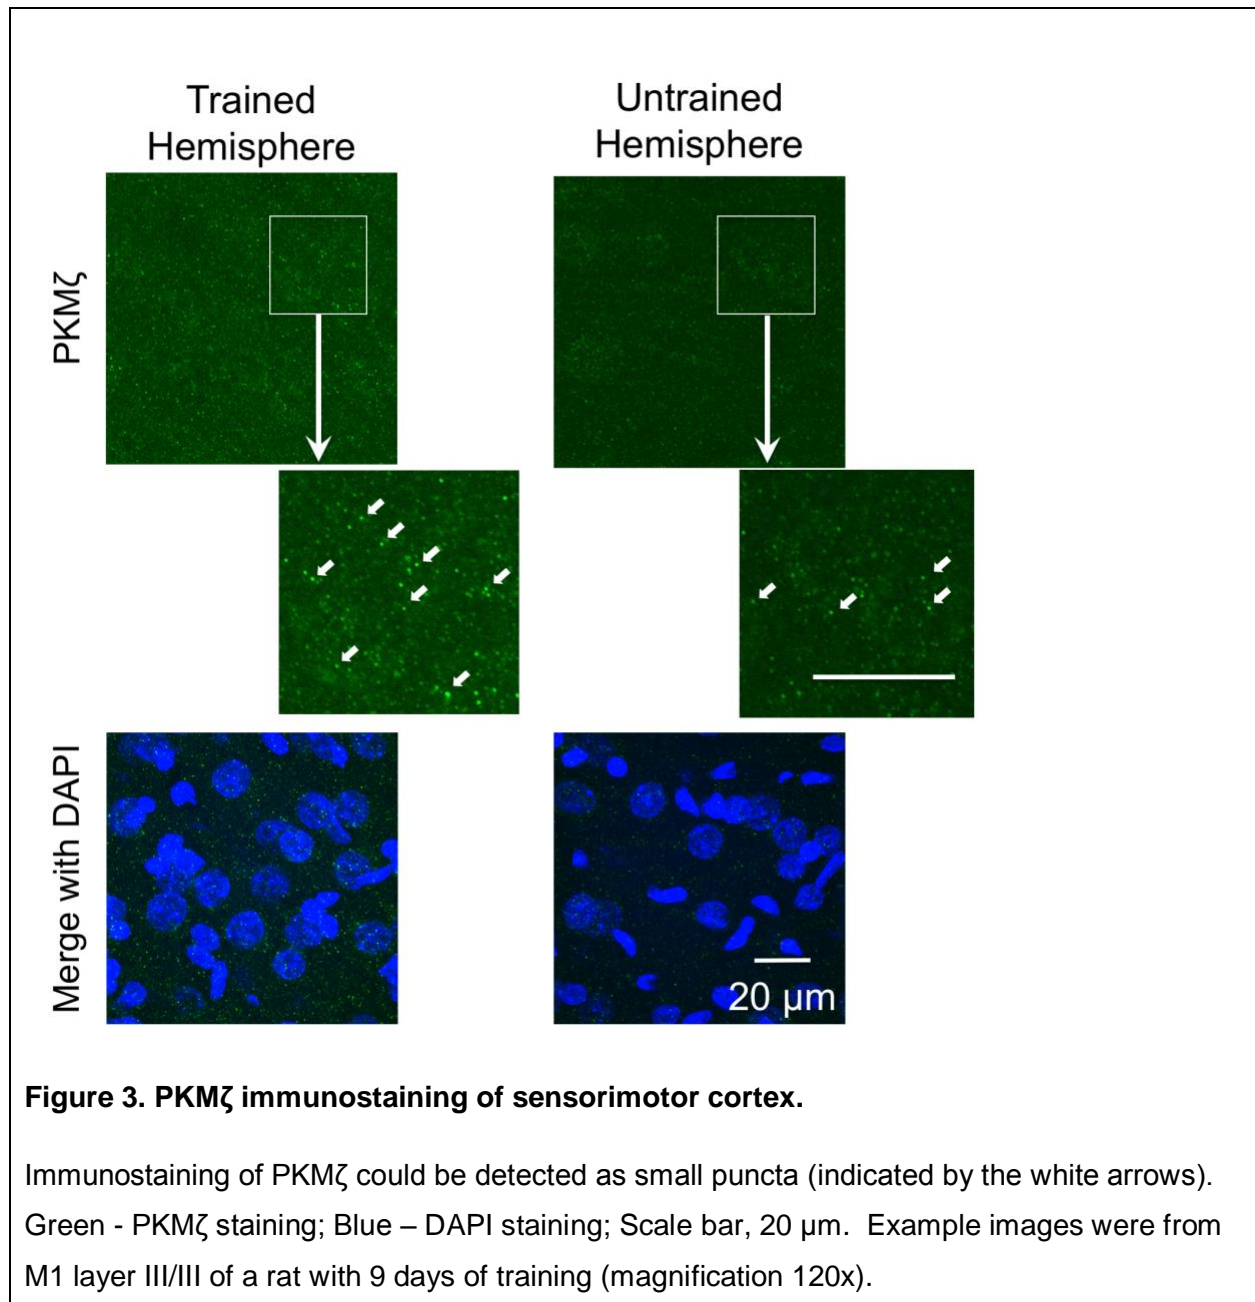 Trained
Hemisphere
Untrained
Hemisphere
PKMζ
Merge with DAPI
20 μm
Figure 3. PKMζ immunostaining of sensorimotor cortex.
Immunostaining of PKMζ could be detected as small puncta (indicated by the white arrows).
Green - PKMζ staining; Blue – DAPI staining; Scale bar, 20 μm.  Example images were from
M1 layer III/III of a rat with 9 days of training (magnification 120x).